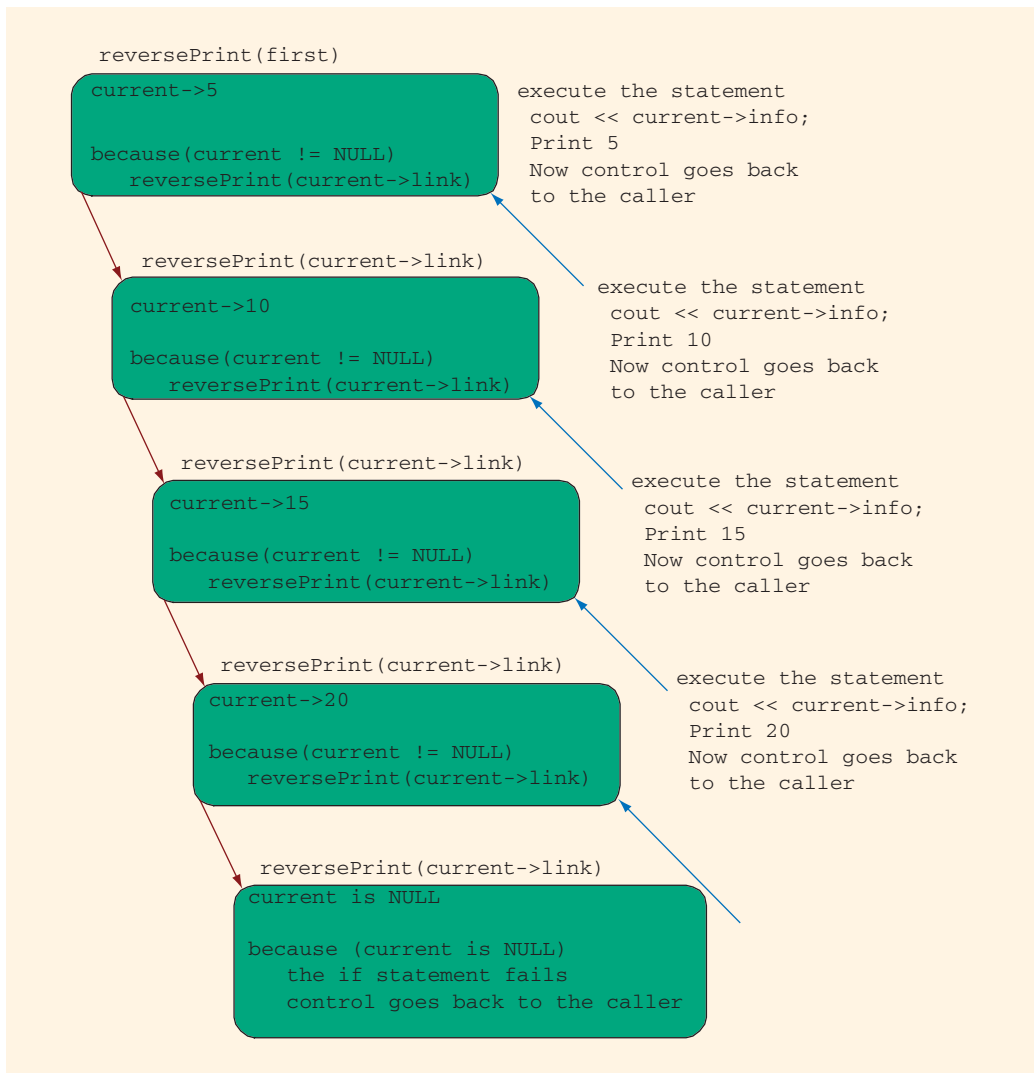 reversePrint(first)
current->5
because(current != NULL)
reversePrint(current->link)
execute the statement
cout << current->info;
Print 5
Now control goes back
to the caller
reversePrint(current->link)
current->10
because(current != NULL)
reversePrint(current->link)
execute the statement
cout << current->info;
Print 10
Now control goes back
to the caller
reversePrint(current->link)
current->15
because(current != NULL)
reversePrint(current->link)
execute the statement
cout << current->info;
Print 15
Now control goes back
to the caller
reversePrint(current->link)
current->20
because(current != NULL)
reversePrint(current->link)
execute the statement
cout << current->info;
Print 20
Now control goes back
to the caller
reversePrint(current->link)
current is NULL
because (current is NULL)
the if statement fails
control goes back to the caller